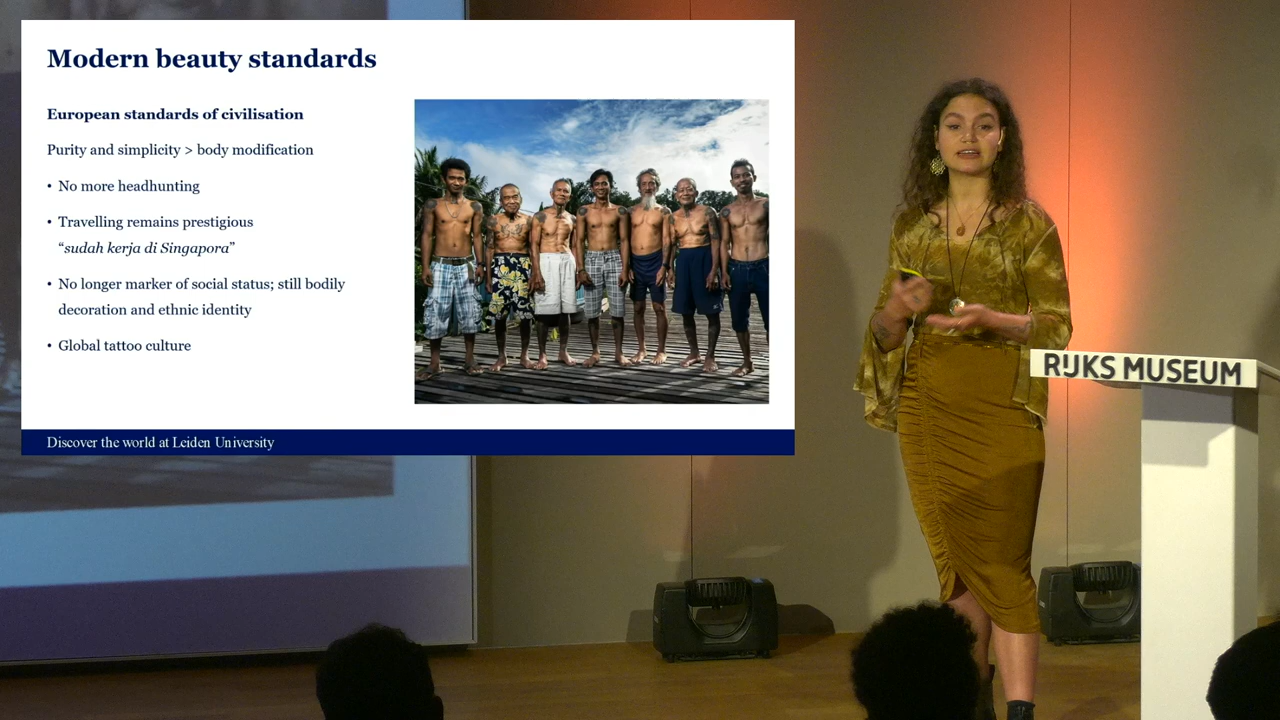 Modern beauty standards
European standards of civilisation
Purity and simplicity > body modification
• No more headhunting
• Travelling remains prestigious
“sudah kerja di Singapora”
• No longer marker of social status; still bodily
decoration and ethnic identity
• Global tattoo culture
Discover the world at Leiden University
RIJKS MUSEUM